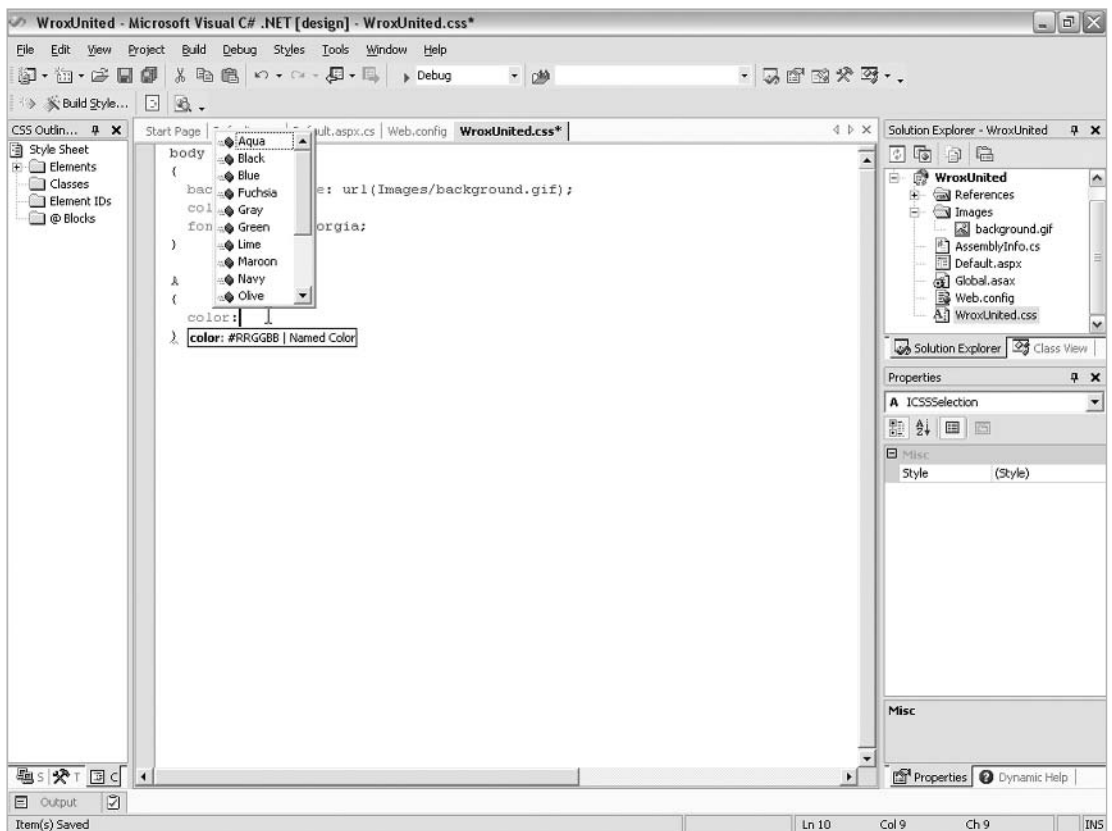 WroxUnited - Microsoft Visual C# .NET [design] - WroxUnited.css*
File Edit View Project Build Debug Styles Tools Window Help
Debug
Build Style...
CSS Outlin...
Style Sheet
Elements
Classes
Element IDs
@ Blocks
Start Page ult.aspx.cs Web.config WroxUnited.css*
body
{
bac e: url(Images/background.gif);
col
fon orgia;
)
{
color:
color: #RRGGBB | Named Color
Aqua
Black
Blue
Fuchsia
Gray
Green
Lime
Maroon
Navy
Olive
Solution Explorer - WroxUnited
WroxUnited
References
Images
background.gif
AssemblyInfo.cs
Default.aspx
Global.asax
Web.config
WroxUnited.css
Solution Explorer Class View
Properties
A ICSSSelection
Misc
Style (Style)
Misc
Properties Dynamic Help
S T C
Output
Item(s) Saved Ln 10 Col 9 Ch 9 INS